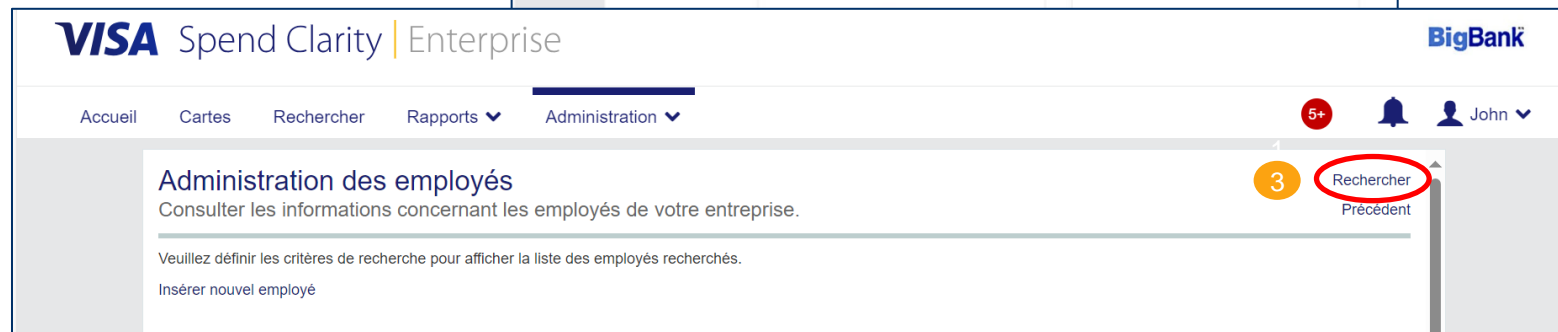 VISA Spend Clarity | Enterprise
BigBank
Accueil Cartes Rechercher Rapports Administration 5+ John
1
Administration des employés 3 Rechercher
Consulter les informations concernant les employés de votre entreprise. Précédent
Veuillez définir les critères de recherche pour afficher la liste des employés recherchés.
Insérer nouvel employé